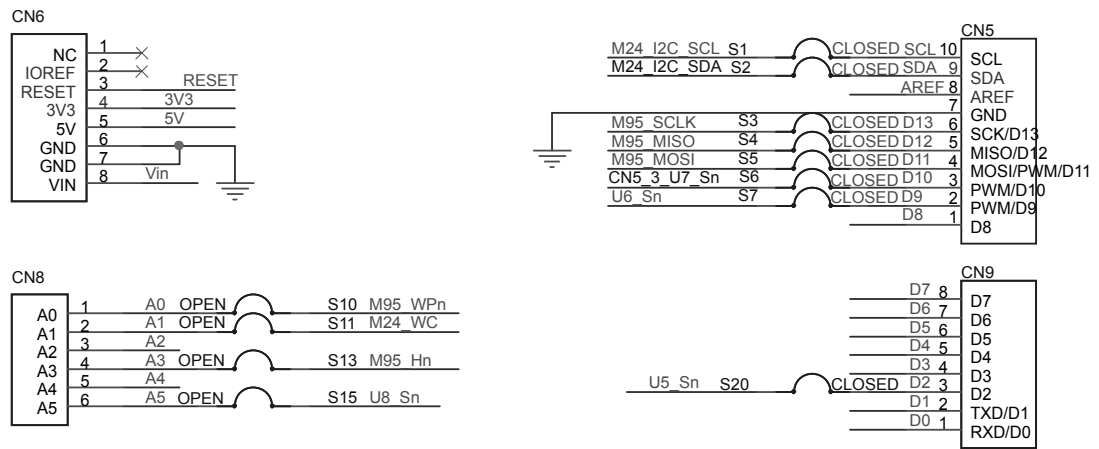 CN6
NC 1
IOREF 2
RESET 3 RESET
3V3 4 3V3
5V 5 5V
GND 6
GND 7
VIN 8 Vin
CN5
M24_I2C_SCL S1 CLOSED SCL 10 SCL
M24_I2C_SDA S2 CLOSED SDA 9 SDA
AREF 8 AREF
7 GND
M95_SCLK S3 CLOSED D13 6 SCK/D13
M95_MISO S4 CLOSED D12 5 MISO/D12
M95_MOSI S5 CLOSED D11 4 MOSI/PWM/D11
CN5_3_U7_Sn S6 CLOSED D10 3 PWM/D10
U6_Sn S7 CLOSED D9 2 PWM/D9
D8 1 D8
CN8
A0 1 A0 OPEN S10 M95_WPn
A1 2 A1 OPEN S11 M24_WC
A2 3 A2
A3 4 A3 OPEN S13 M95_Hn
A4 5 A4
A5 6 A5 OPEN S15 U8_Sn
CN9
D7 8 D7
D6 7 D6
D5 6 D5
D4 5 D4
D3 4 D3
U5_Sn S20 CLOSED D2 3 D2
D1 2 TXD/D1
D0 1 RXD/D0